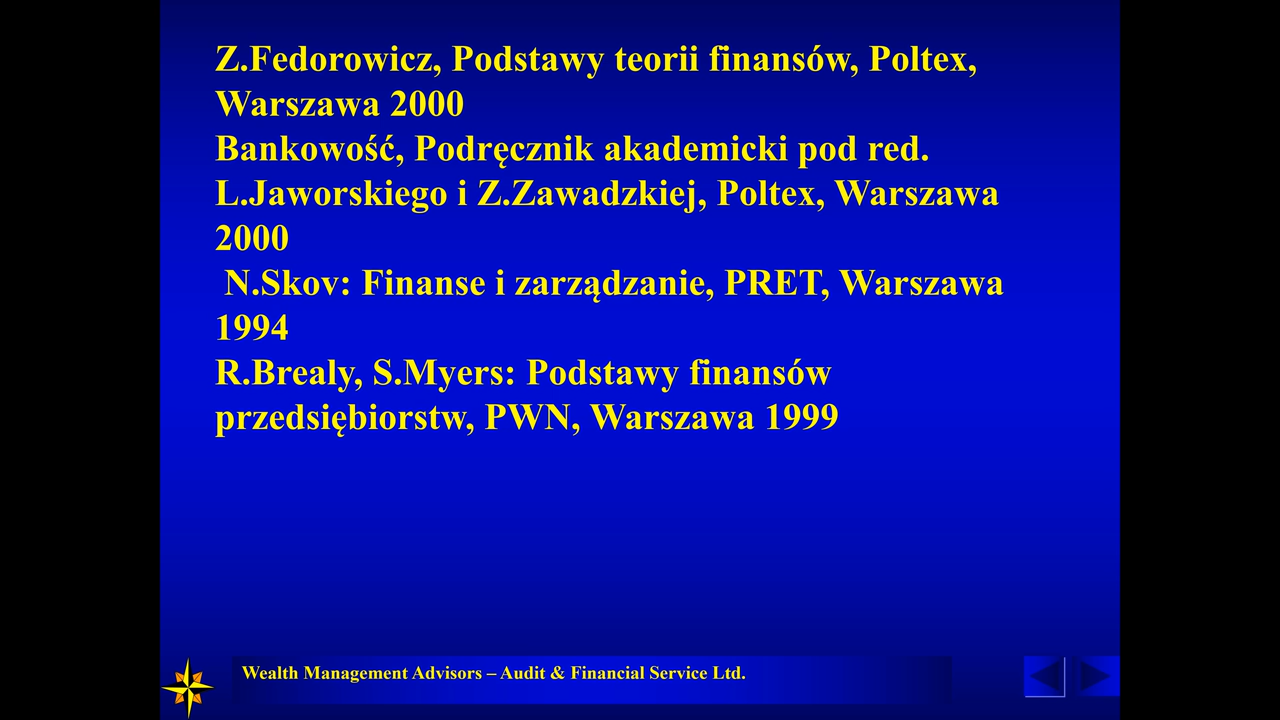 Z.Fedorowicz, Podstawy teorii finansów, Poltex,
Warszawa 2000
Bankowość, Podręcznik akademicki pod red.
L.Jaworskiego i Z.Zawadzkiej, Poltex, Warszawa
2000
N.Skov: Finanse i zarządzanie, PRET, Warszawa
1994
R.Brealy, S.Myers: Podstawy finansów
przedsiębiorstw, PWN, Warszawa 1999
Wealth Management Advisors – Audit & Financial Service Ltd.